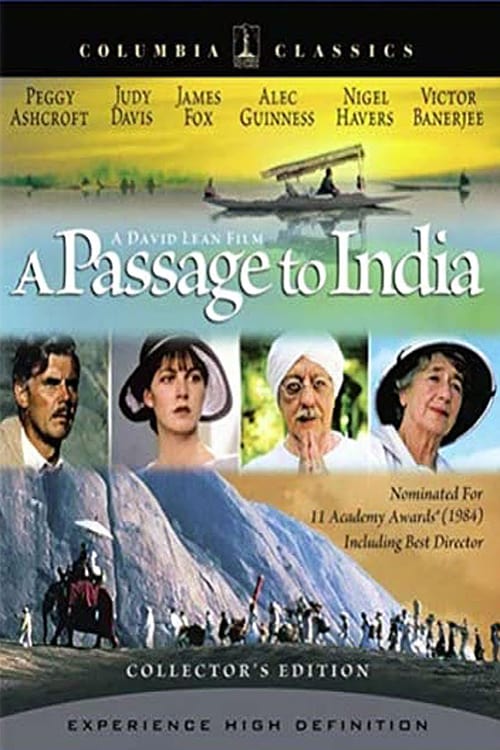 COLUMBIA CLASSICS
PEGGY ASHCROFT
JUDY DAVIS
JAMES FOX
ALEC GUINNESS
NIGEL HAVERS
VICTOR BANERJEE
A DAVID LEAN FILM
A PASSAGE TO INDIA
Nominated For
11 Academy Awards® (1984)
Including Best Director
COLLECTOR'S EDITION
EXPERIENCE HIGH DEFINITION